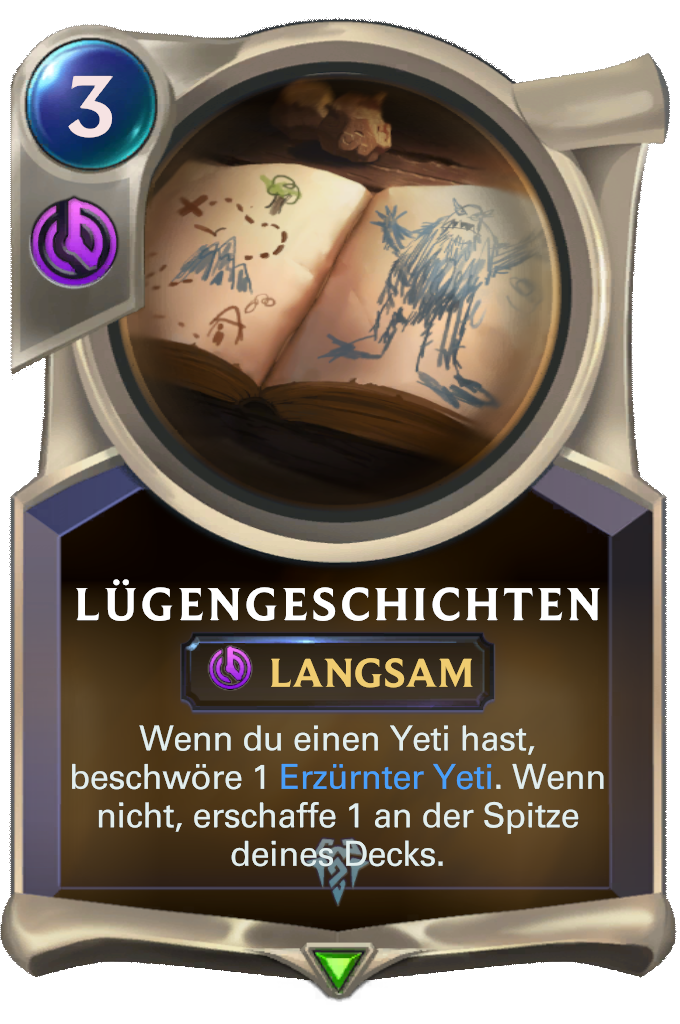 3
LÜGENGESCHICHTEN
LANGSAM
Wenn du einen Yeti hast,
beschwöre 1 Erzürnter Yeti. Wenn
nicht, erschaffe 1 an der Spitze
deines Decks.